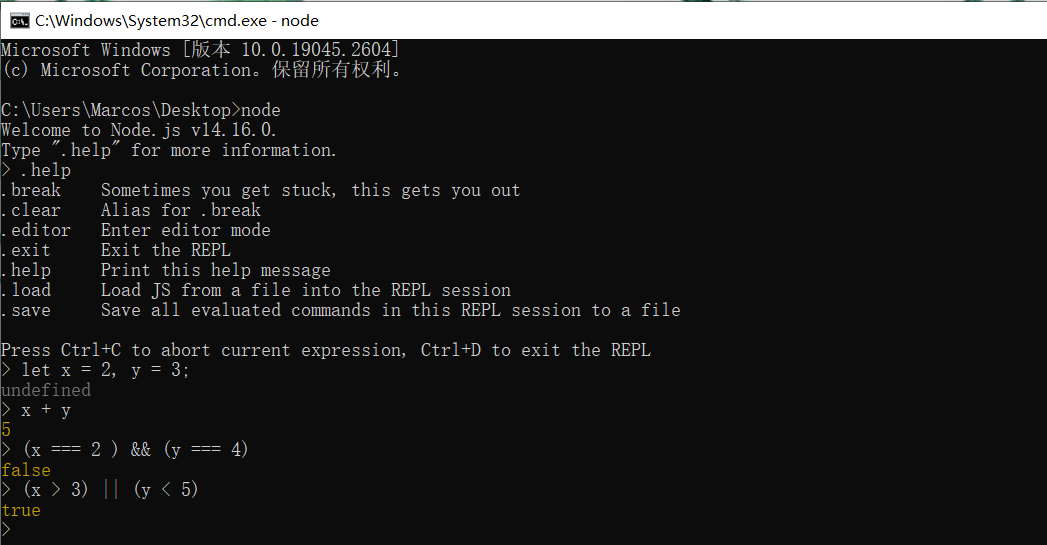 C:\Windows\System32\cmd.exe - node
Microsoft Windows [版本 10.0.19045.2604]
(c) Microsoft Corporation。保留所有权利。
C:\Users\Marcos\Desktop>node
Welcome to Node.js v14.16.0.
Type ".help" for more information.
> .help
.break    Sometimes you get stuck, this gets you out
.clear    Alias for .break
.editor   Enter editor mode
.exit     Exit the REPL
.help     Print this help message
.load     Load JS from a file into the REPL session
.save     Save all evaluated commands in this REPL session to a file
Press Ctrl+C to abort current expression, Ctrl+D to exit the REPL
> let x = 2, y = 3;
undefined
> x + y
5
> (x === 2 ) && (y === 4)
false
> (x > 3) || (y < 5)
true
>